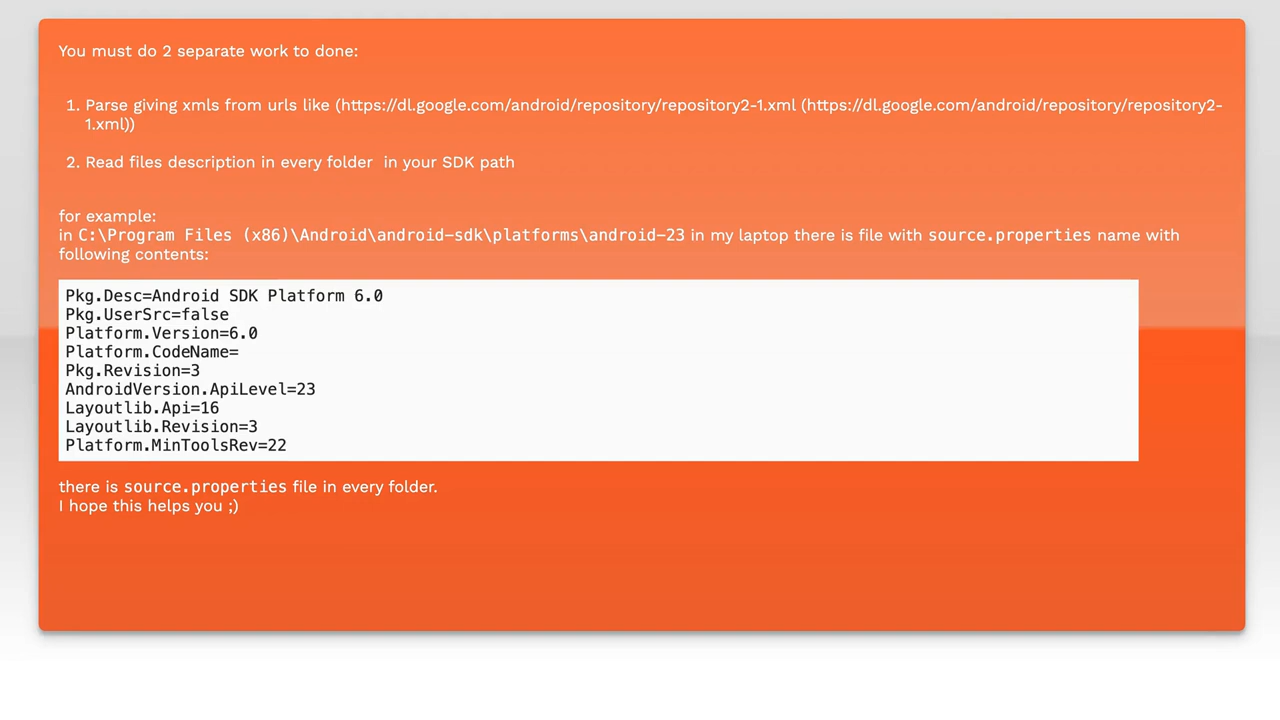 You must do 2 separate work to done:
1. Parse giving xmls from urls like (https://dl.google.com/android/repository/repository2-1.xml (https://dl.google.com/android/repository/repository2-
1.xml))
2. Read files description in every folder  in your SDK path
for example:
in C:\Program Files (x86)\Android\android-sdk\platforms\android-23 in my laptop there is file with source.properties name with
following contents:
Pkg.Desc=Android SDK Platform 6.0
Pkg.UserSrc=false
Platform.Version=6.0
Platform.CodeName=
Pkg.Revision=3
AndroidVersion.ApiLevel=23
Layoutlib.Api=16
Layoutlib.Revision=3
Platform.MinToolsRev=22
there is source.properties file in every folder.
I hope this helps you ;)